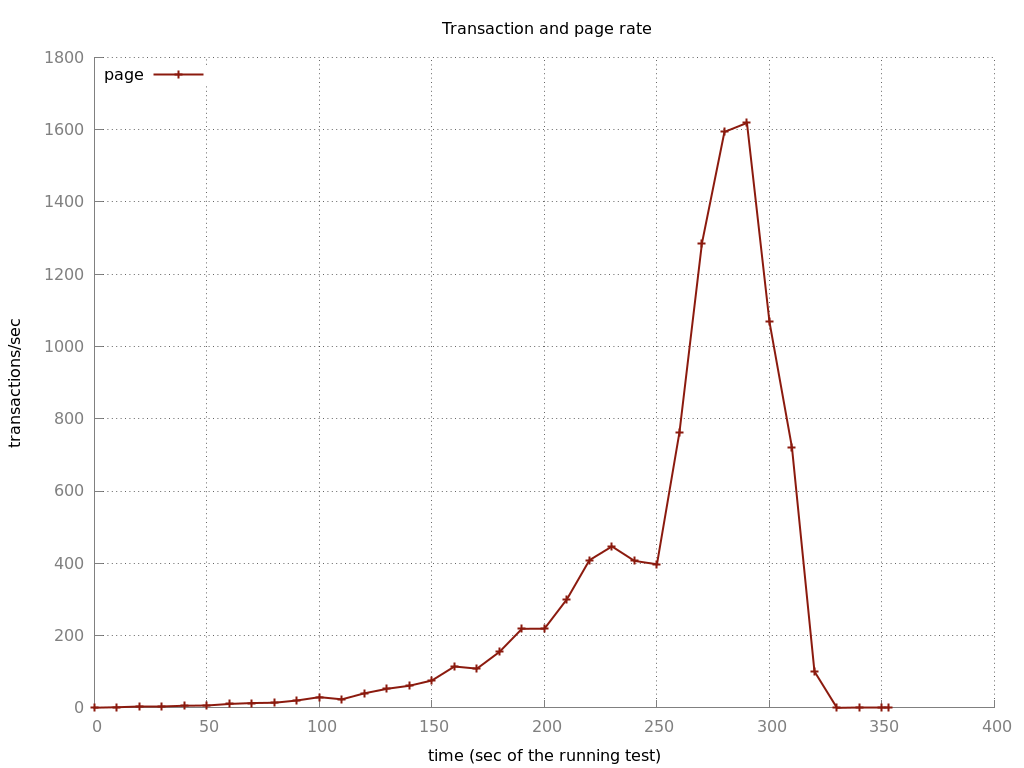 Transaction and page rate
1800
page
1600
1400
1200
1000
800
600
400
200
0
transactions/sec
0 50 100 150 200 250 300 350 400
time (sec of the running test)